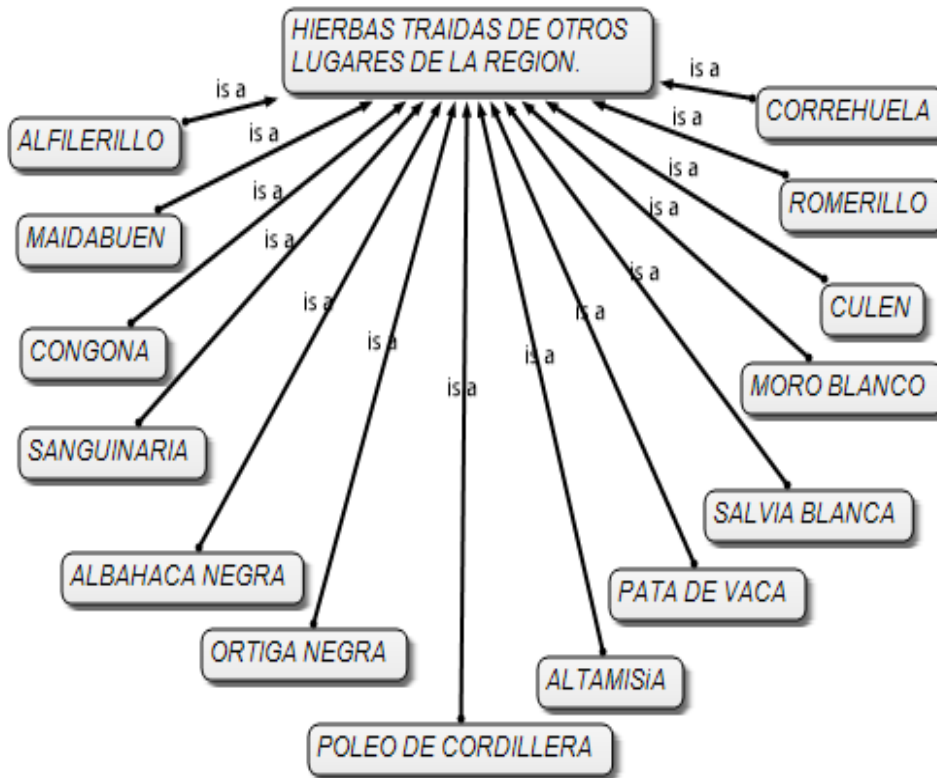 HIERBAS TRAIDAS DE OTROS
LUGARES DE LA REGION.
is a
is a
CORREHUELA
ALFILERILLO
is a
is a
ROMERILLO
MAIDABUEN
is a
is a
is a
CULEN
is a
is a
CONGONA
is a
is a
MORO BLANCO
is a
SANGUINARIA
SALVIA BLANCA
ALBAHACA NEGRA
PATA DE VACA
ORTIGA NEGRA
ALTAMISiA
POLEO DE CORDILLERA